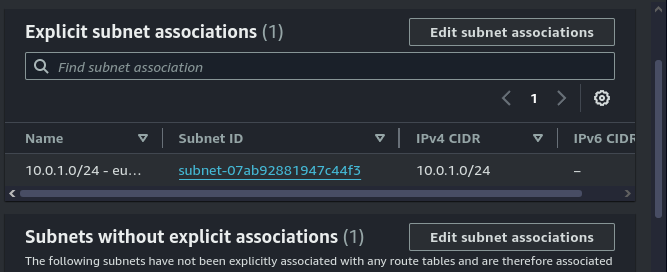 Explicit subnet associations (1)
Edit subnet associations
Find subnet association
1
Name Subnet ID IPv4 CIDR IPv6 CIDR
10.0.1.0/24 - eu... subnet-07ab92881947c44f3 10.0.1.0/24 –
Subnets without explicit associations (1)
Edit subnet associations
The following subnets have not been explicitly associated with any route tables and are therefore associated